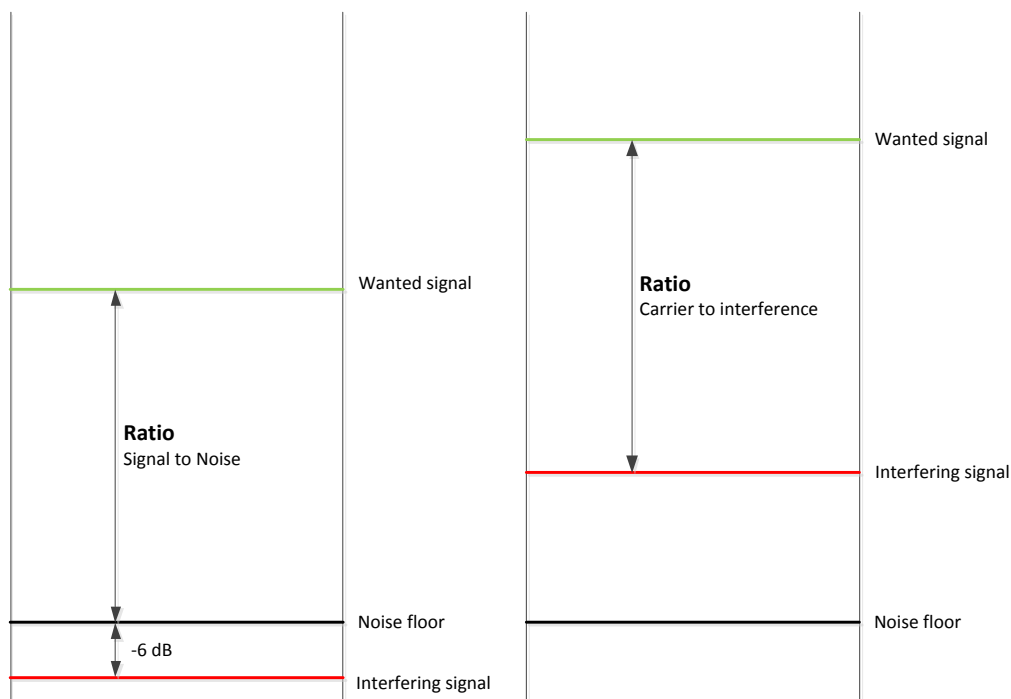 Wanted signal
Ratio
Signal to Noise
Noise floor
-6 dB
Interfering signal
Wanted signal
Ratio
Carrier to interference
Interfering signal
Noise floor